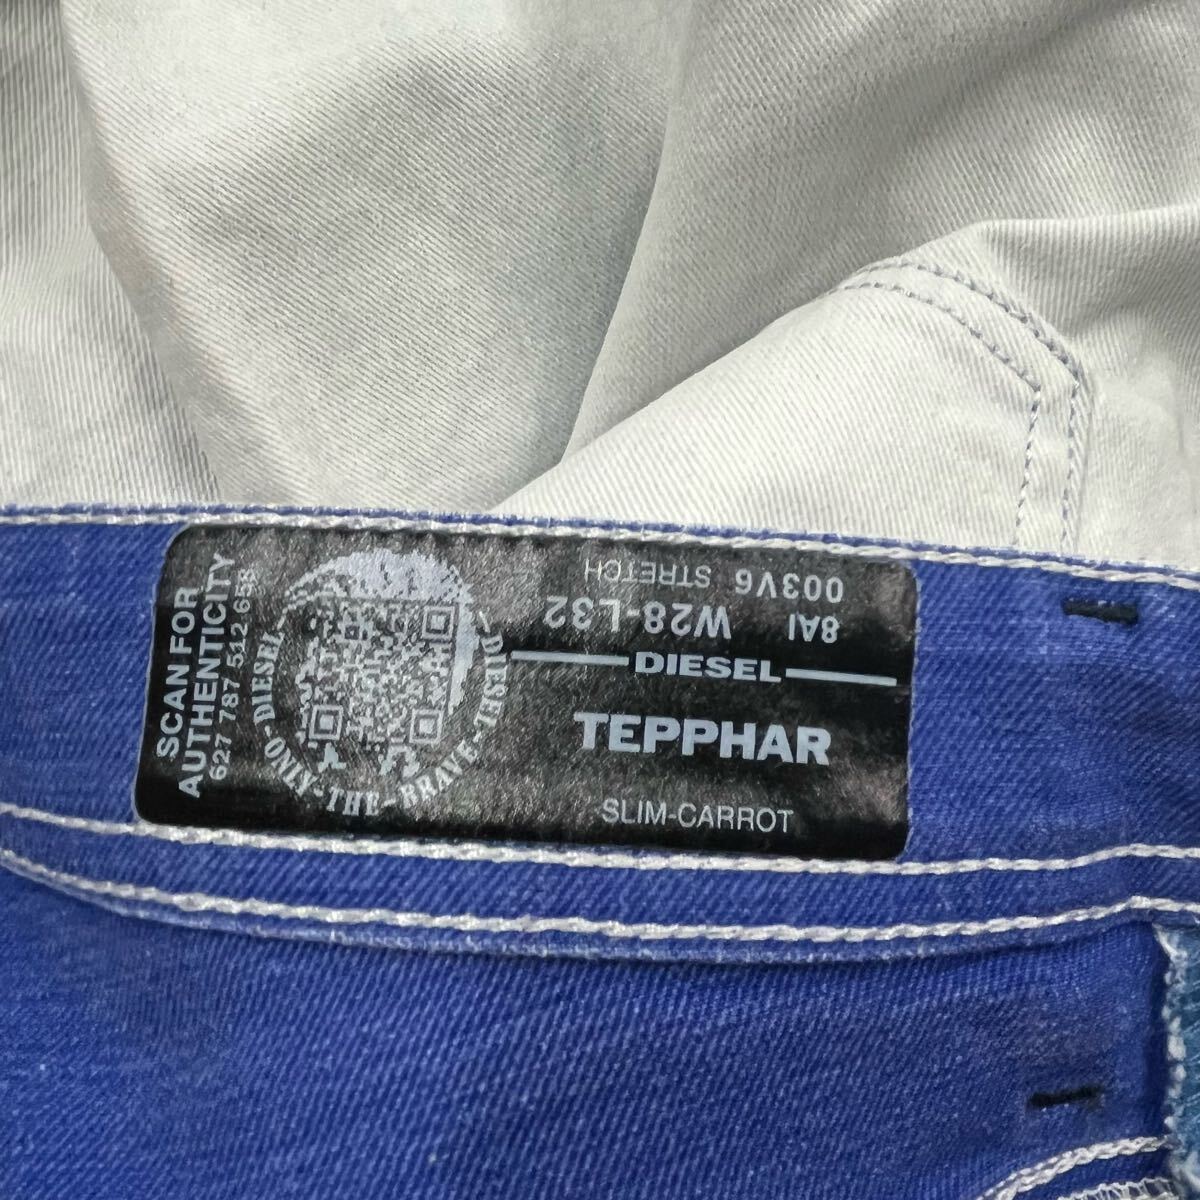 SCAN FOR
AUTHENTICITY
627 787 512 658
DIESEL-ONLY-THE-BRAVE-DIESEL
8AI W28-L32
003V6 STRETCH
DIESEL
TEPPHAR
SLIM-CARROT